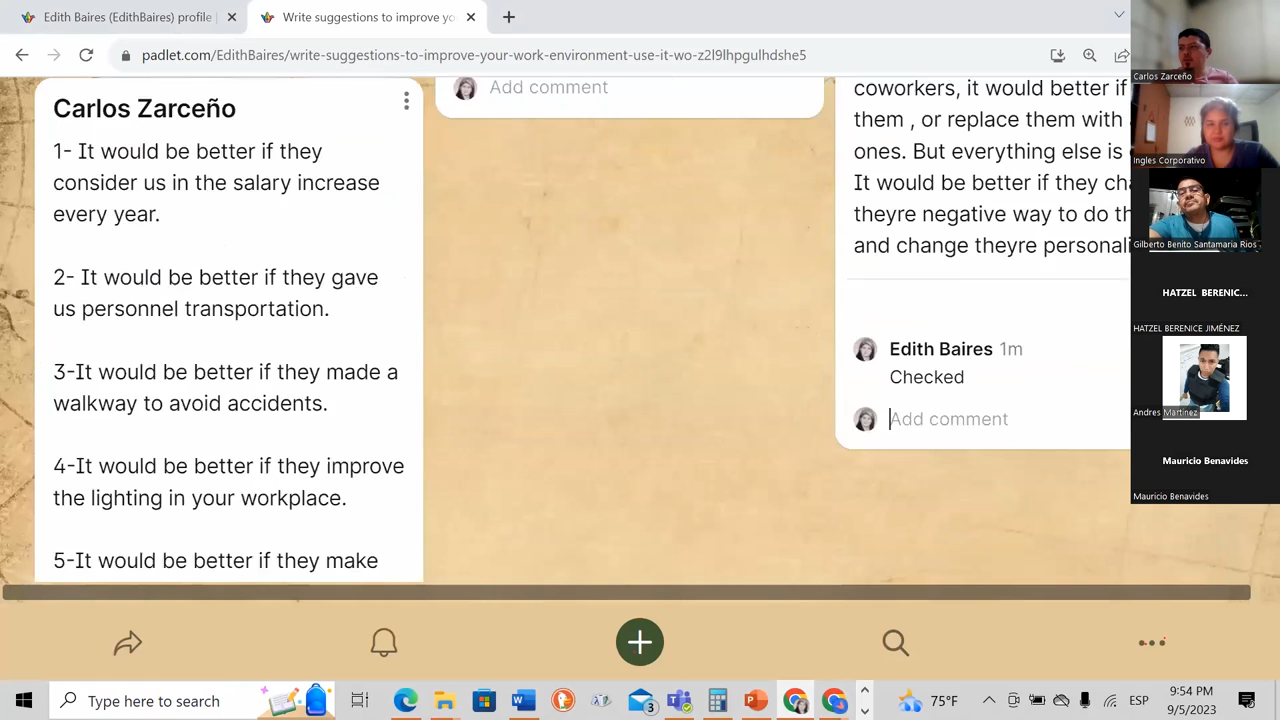 Edith Baires (EdithBaires) profile |
Write suggestions to improve yo
padlet.com/EdithBaires/write-suggestions-to-improve-your-work-environment-use-it-wo-z2l9lhpgulhdshe5
Carlos Zarceño
1- It would be better if they
consider us in the salary increase
every year.
2- It would be better if they gave
us personnel transportation.
3-It would be better if they made a
walkway to avoid accidents.
4-It would be better if they improve
the lighting in your workplace.
5-It would be better if they make
Add comment
coworkers, it would better if
them , or replace them with
ones. But everything else is
It would be better if they cha
theyre negative way to do th
and change theyre personali
Edith Baires 1m
Checked
Add comment
Carlos Zarceño
Ingles Corporativo
Gilberto Benito Santamaria Rios
HATZEL BERENIC...
HATZEL BERENICE JIMÉNEZ
Andres Martinez
Mauricio Benavides
Mauricio Benavides
Type here to search
3
75°F
ESP
9:54 PM
9/5/2023